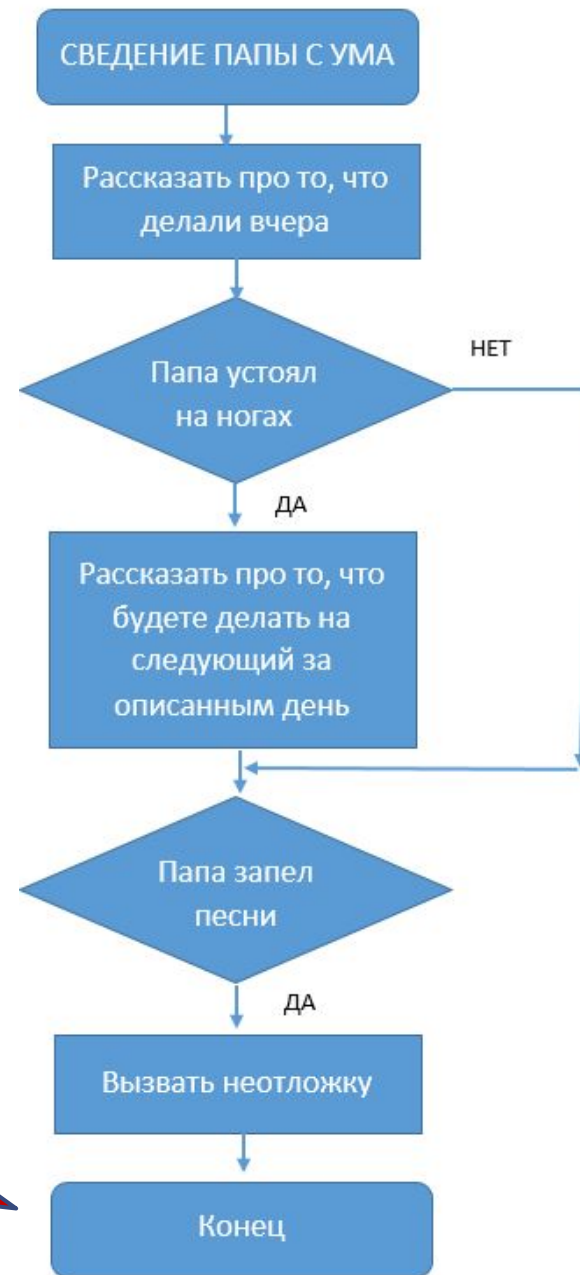 СВЕДЕНИЕ ПАПЫ С УМА
Рассказать про то, что
делали вчера
Папа устоял
на ногах
НЕТ
ДА
Рассказать про то, что
будете делать на
следующий за
описанным день
Папа запел
песни
ДА
Вызвать неотложку
Конец